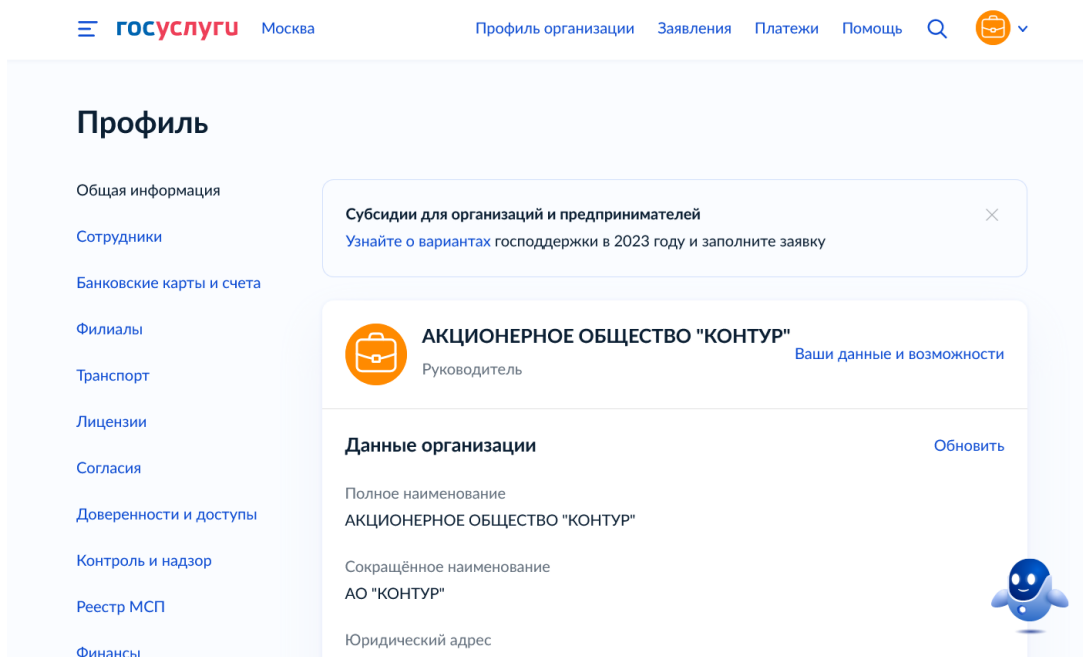 госуслуги Москва Профиль организации Заявления Платежи Помощь
Профиль
Общая информация
Сотрудники
Банковские карты и счета
Филиалы
Транспорт
Лицензии
Согласия
Доверенности и доступы
Контроль и надзор
Реестр МСП
Финансы
Субсидии для организаций и предпринимателей
Узнайте о вариантах господдержки в 2023 году и заполните заявку
АКЦИОНЕРНОЕ ОБЩЕСТВО "КОНТУР"
Руководитель
Ваши данные и возможности
Данные организации
Обновить
Полное наименование
АКЦИОНЕРНОЕ ОБЩЕСТВО "КОНТУР"
Сокращённое наименование
АО "КОНТУР"
Юридический адрес